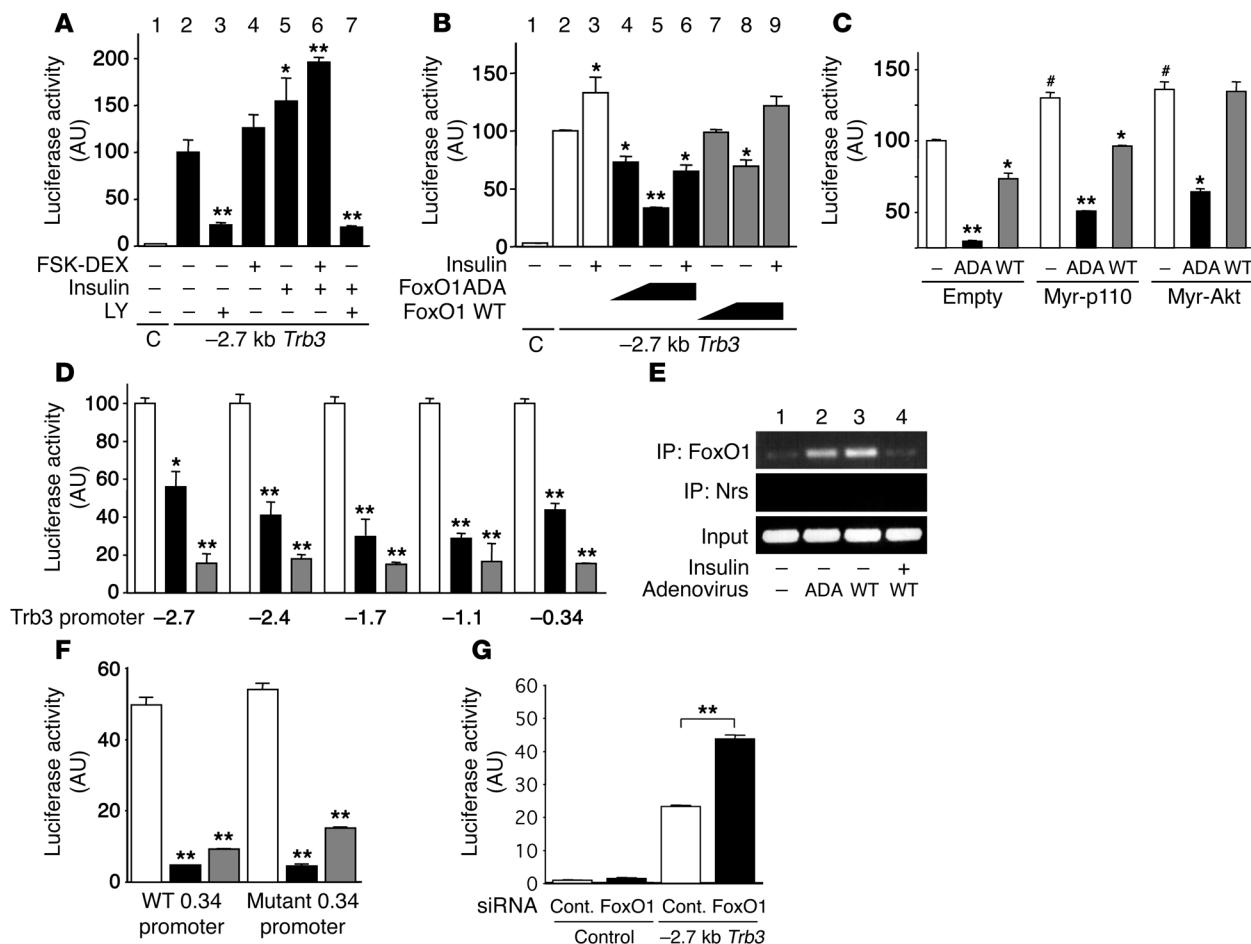 A 1 2 3 4 5 6 7
Luciferase activity
(AU)
200
150
100
50
0
* ** ** **
FSK-DEX – – – + – + –
Insulin – – – – + + +
LY – – + – – – +
C –2.7 kb Trb3
B 1 2 3 4 5 6 7 8 9
Luciferase activity
(AU)
150
100
50
0
* * ** * *
Insulin – – + – – + – – +
FoxO1ADA
FoxO1 WT
C –2.7 kb Trb3
C
Luciferase activity
(AU)
150
100
50
** * # ** * # *
– ADA WT – ADA WT – ADA WT
Empty Myr-p110 Myr-Akt
D
Luciferase activity
(AU)
100
80
60
40
20
0
* ** ** ** ** ** ** ** ** **
Trb3 promoter –2.7 –2.4 –1.7 –1.1 –0.34
E
1 2 3 4
IP: FoxO1
IP: Nrs
Input
Insulin – – – +
Adenovirus – ADA WT WT
F
Luciferase activity
(AU)
60
40
20
0
** ** ** **
WT 0.34 Mutant 0.34
promoter promoter
G
Luciferase activity
(AU)
60
50
40
30
20
10
0
**
siRNA Cont. FoxO1 Cont. FoxO1
Control –2.7 kb Trb3